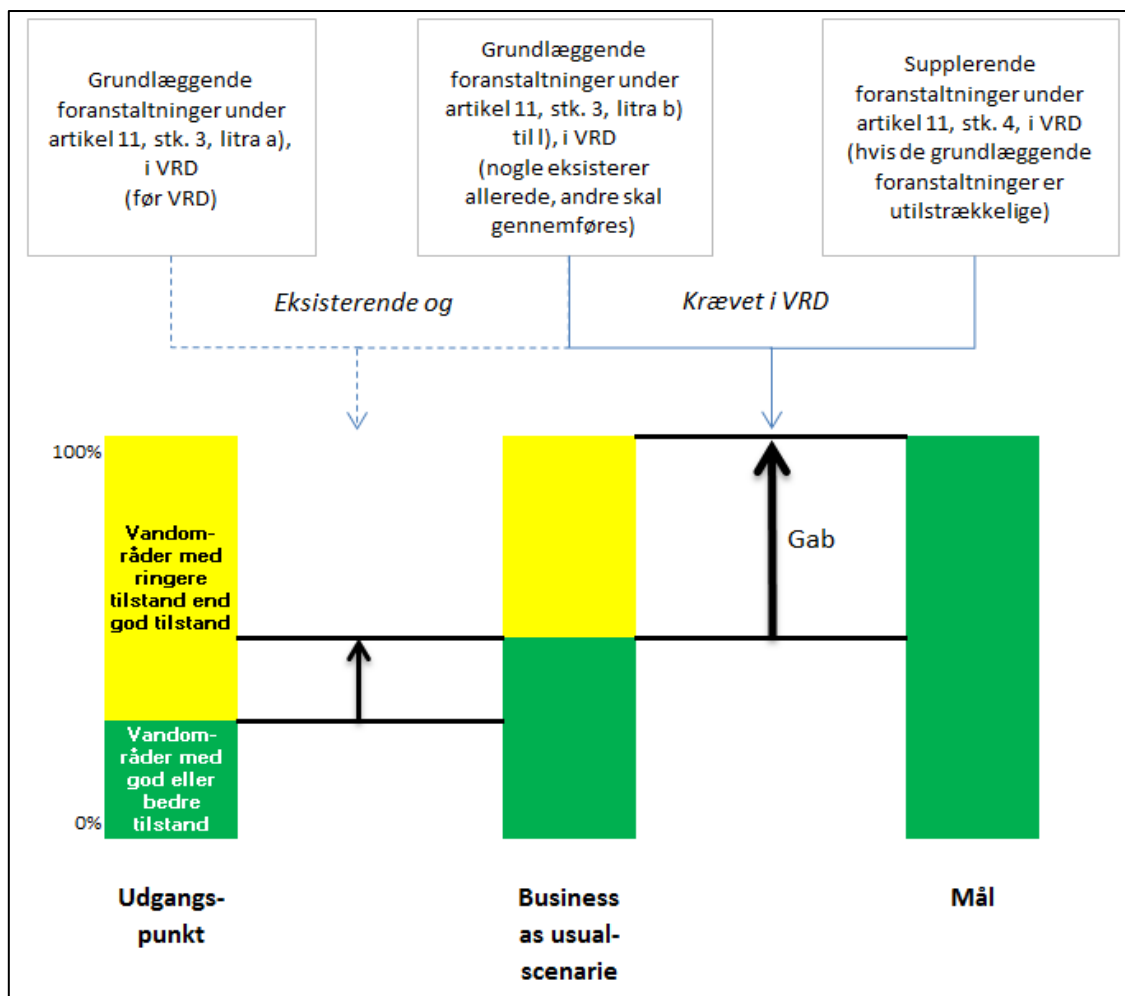 Grundlæggende
foranstaltninger under
artikel 11, stk. 3, litra a),
i VRD
(før VRD)
Grundlæggende
foranstaltninger under
artikel 11, stk. 3, litra b)
til l), i VRD
(nogle eksisterer
allerede, andre skal
gennemføres)
Supplerende
foranstaltninger under
artikel 11, stk. 4, i VRD
(hvis de grundlæggende
foranstaltninger er
utilstrækkelige)
Eksisterende og
Krævet i VRD
100%
Vandom-
råder med
ringere
tilstand end
god tilstand
Gab
Vandom-
råder med
god eller
bedre
tilstand
0%
Udgangs-
punkt
Business
as usual-
scenarie
Mål